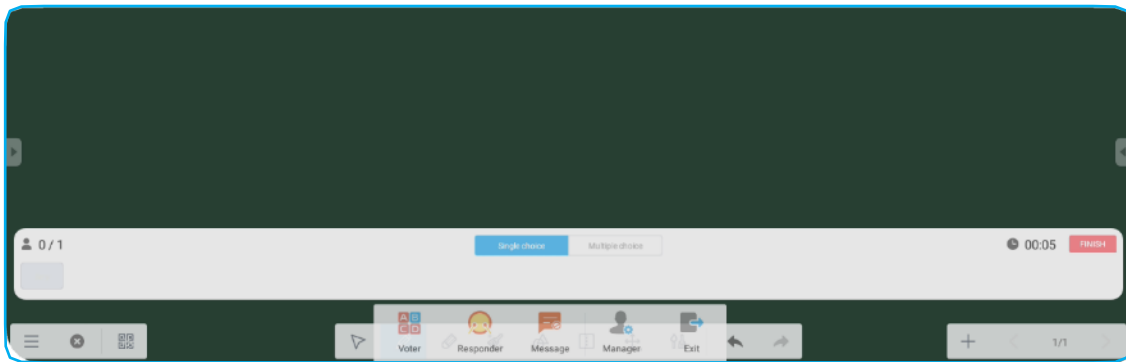 0 / 1
Single choice
Multiple choice
00:05
FINISH
A B
C D
Voter
Responder
Message
Manager
Exit
1/1